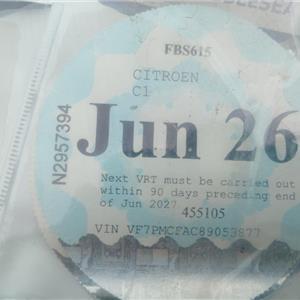 FBS615
CITROEN
C1
N2957394
Jun 26
Next VRT must be carried out
within 90 days preceding end
of Jun 2027
455105
VIN VF7PMCFAC89053877